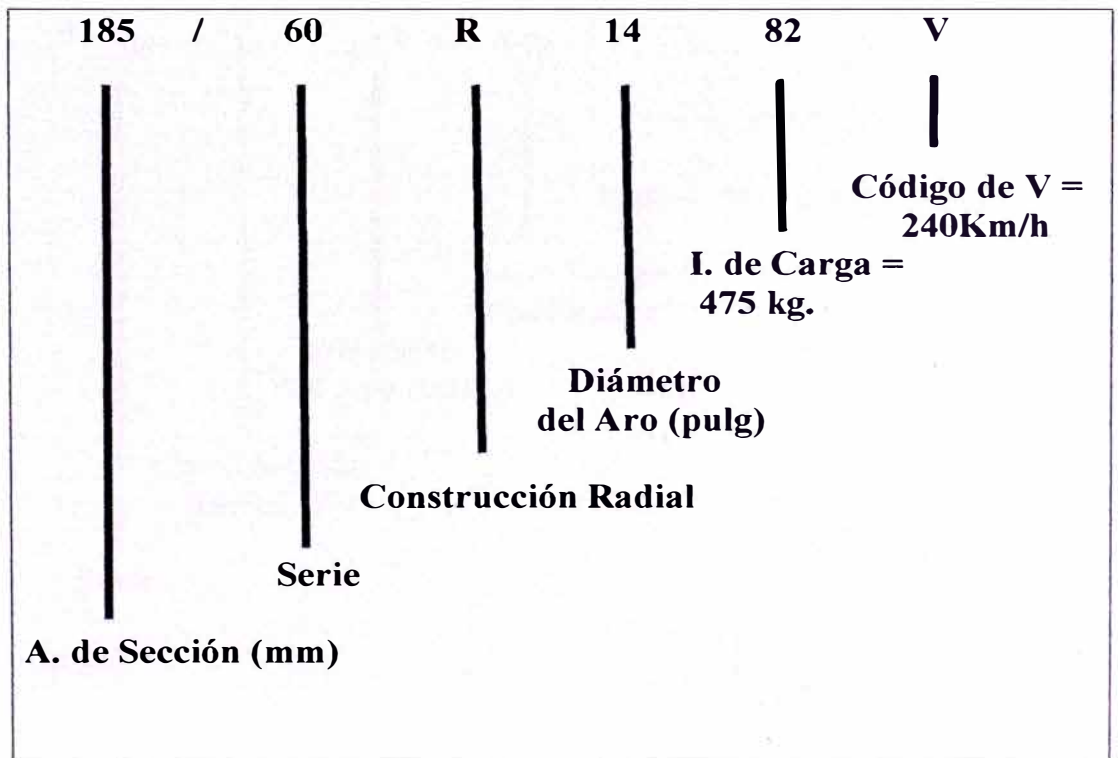 185 / 60 R 14 82 V
Código de V =
240Km/h
I. de Carga =
475 kg.
Diámetro
del Aro (pulg)
Construcción Radial
Serie
A. de Sección (mm)